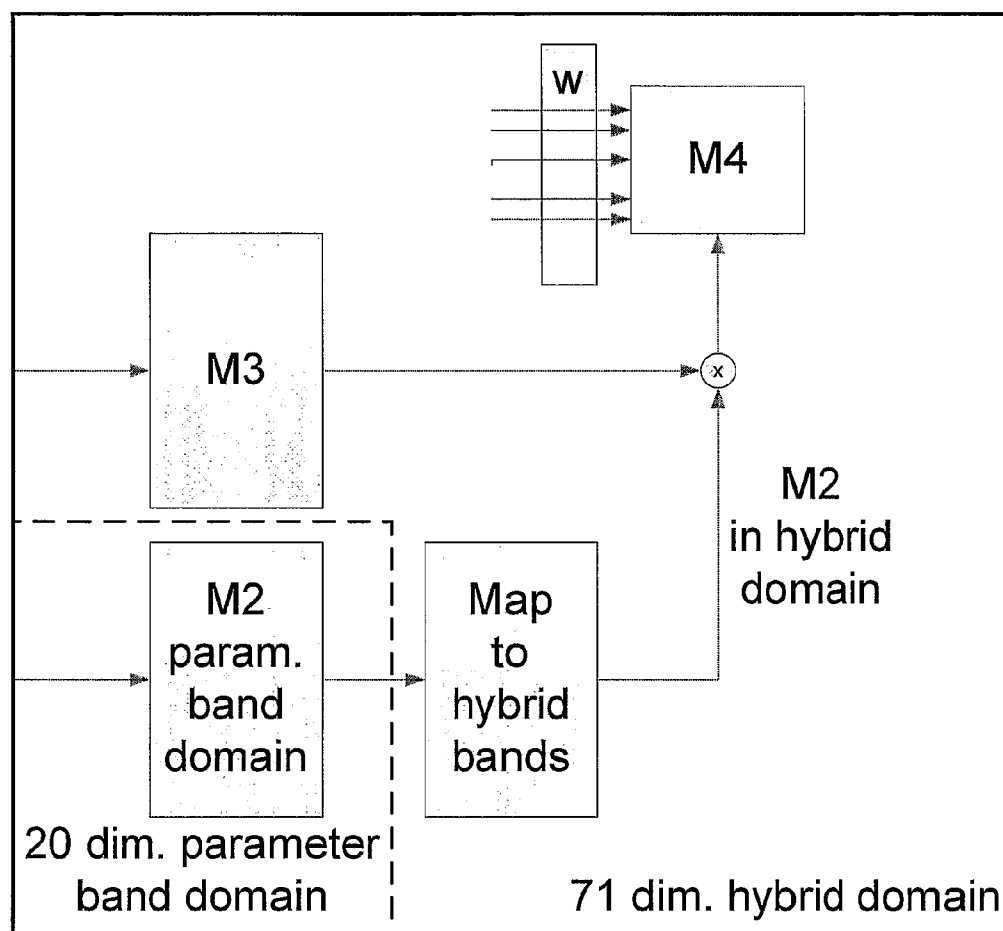 w
M4
M3
x
M2
in hybrid
domain
M2
param.
band
domain
Map
to
hybrid
bands
20 dim. parameter
band domain
71 dim. hybrid domain